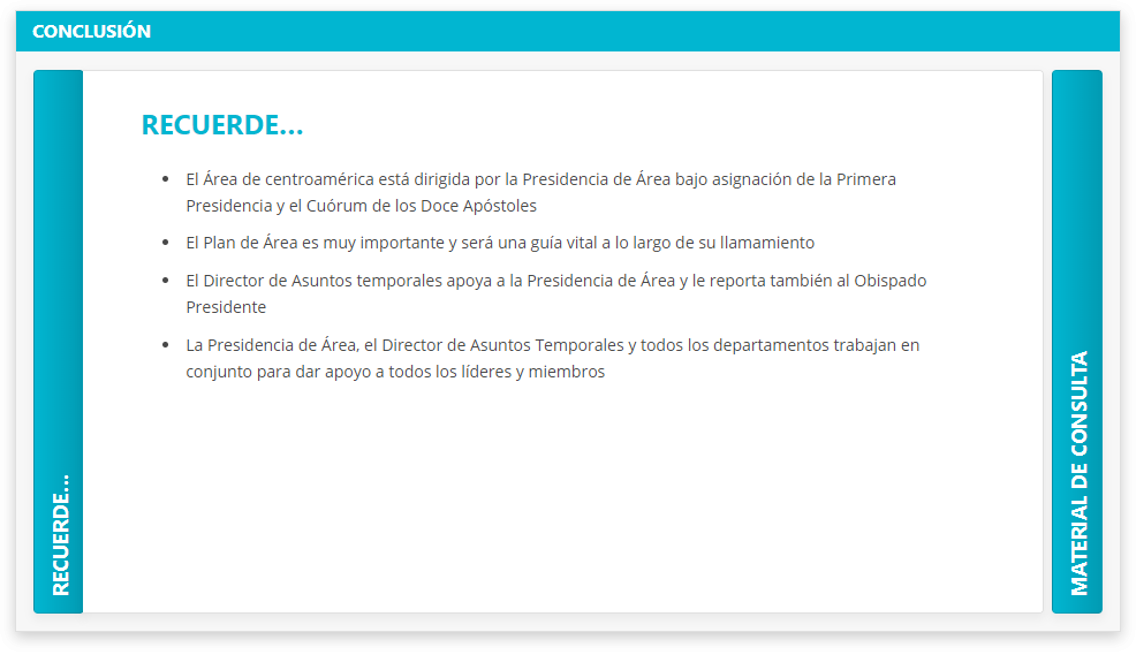 CONCLUSIÓN
RECUERDE...
RECUERDE...
• El Área de centroamérica está dirigida por la Presidencia de Área bajo asignación de la Primera
Presidencia y el Cuórum de los Doce Apóstoles
• El Plan de Área es muy importante y será una guía vital a lo largo de su llamamiento
• El Director de Asuntos temporales apoya a la Presidencia de Área y le reporta también al Obispado
Presidente
• La Presidencia de Área, el Director de Asuntos Temporales y todos los departamentos trabajan en
conjunto para dar apoyo a todos los líderes y miembros
MATERIAL DE CONSULTA